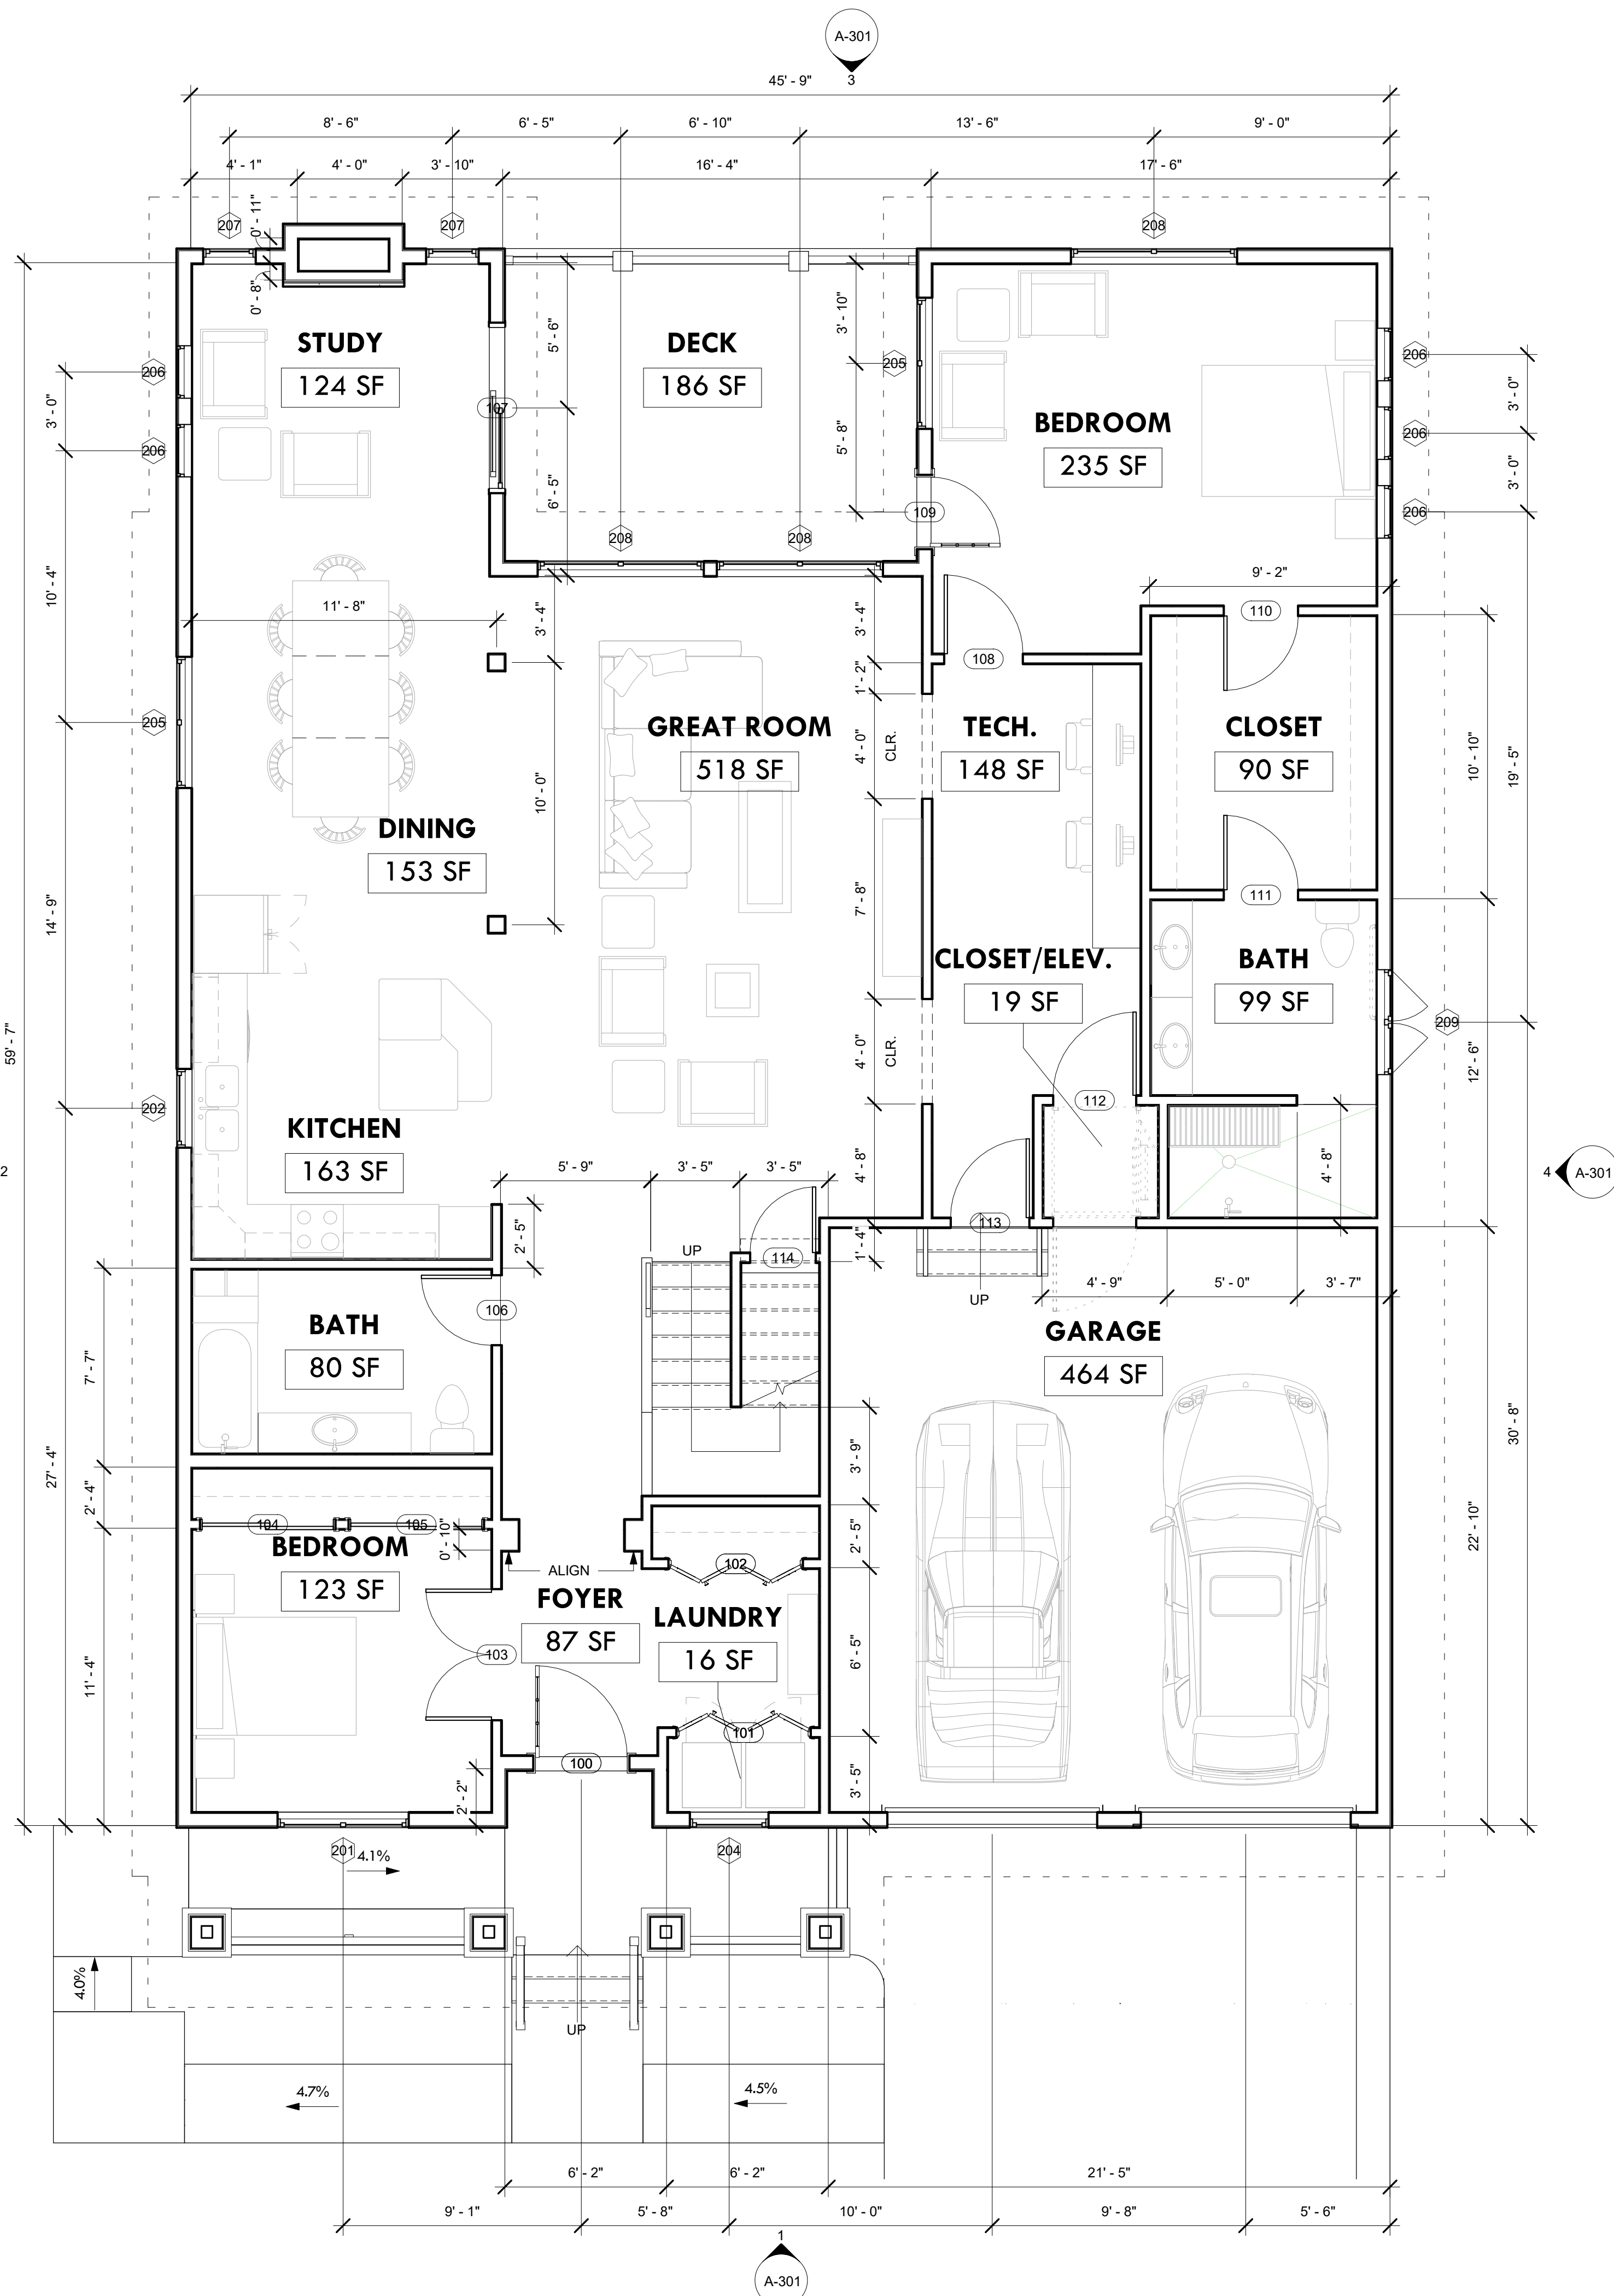 A-301
3
45' - 9"
8' - 6"
6' - 5"
6' - 10"
13' - 6"
9' - 0"
4' - 1"
4' - 0"
3' - 10"
16' - 4"
17' - 6"
207
0' - 11"
207
208
0' - 8"
STUDY
124 SF
DECK
186 SF
5' - 6"
3' - 10"
205
206
206
3' - 0"
206
107
6' - 5"
5' - 8"
BEDROOM
235 SF
206
3' - 0"
206
3' - 0"
206
109
208
208
10' - 4"
11' - 8"
3' - 4"
3' - 4"
9' - 2"
110
108
1' - 2"
205
GREAT ROOM
518 SF
4' - 0"
CLR.
TECH.
148 SF
CLOSET
90 SF
10' - 10"
19' - 5"
10' - 0"
DINING
153 SF
14' - 9"
7' - 8"
111
CLOSET/ELEV.
19 SF
BATH
99 SF
209
59' - 7"
4' - 0"
CLR.
12' - 6"
202
112
KITCHEN
163 SF
2
5' - 9"
3' - 5"
3' - 5"
4' - 8"
4' - 8"
4
A-301
2' - 5"
UP
114
1' - 4"
113
UP
4' - 9"
5' - 0"
3' - 7"
106
BATH
80 SF
7' - 7"
GARAGE
464 SF
30' - 8"
27' - 4"
2' - 4"
3' - 9"
22' - 10"
104
105
0' - 10"
BEDROOM
123 SF
2' - 5"
102
ALIGN
FOYER
87 SF
LAUNDRY
16 SF
103
6' - 5"
11' - 4"
101
100
2' - 2"
3' - 5"
201
4.1%
204
4.0%
UP
4.7%
4.5%
6' - 2"
6' - 2"
21' - 5"
9' - 1"
5' - 8"
10' - 0"
9' - 8"
5' - 6"
1
A-301